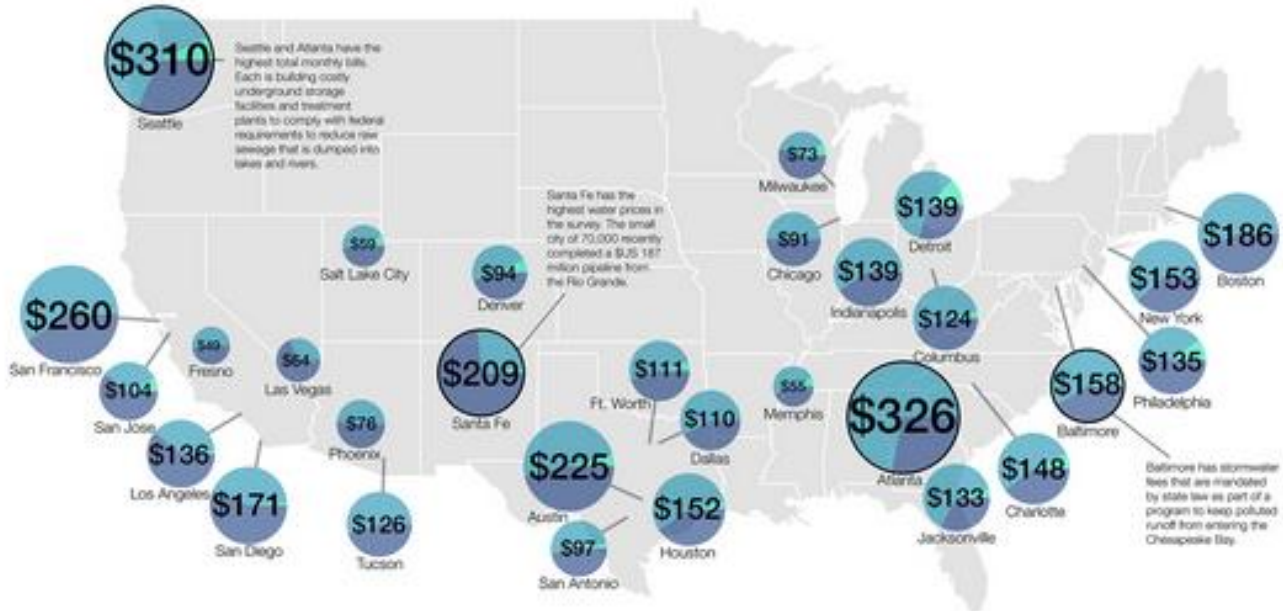 $310
Seattle
Seattle and Atlanta have the
highest total monthly bills.
Each is building costly
underground storage
facilities and treatment
plants to comply with federal
requirements to reduce raw
sewage that is dumped into
lakes and rivers.
$73
Milwaukee
Santa Fe has the
highest water prices in
the survey. The small
city of 70,000 recently
completed a $US 187
million pipeline from
the Rio Grande.
$139
Detroit
$186
Boston
$59
Salt Lake City
$94
Denver
$91
Chicago
$139
Indianapolis
$153
New York
$260
San Francisco
$124
Columbus
$49
Fresno
$64
Las Vegas
$209
Santa Fe
$111
Ft. Worth
$55
Memphis
$135
Philadelphia
$104
San Jose
$326
Atlanta
$158
Baltimore
$76
Phoenix
$110
Dallas
$136
Los Angeles
$225
Austin
$148
Charlotte
Baltimore has stormwater
fees that are mandated
by state law as part of a
program to keep polluted
runoff from entering the
Chesapeake Bay.
$171
San Diego
$126
Tucson
$152
Houston
$133
Jacksonville
$97
San Antonio